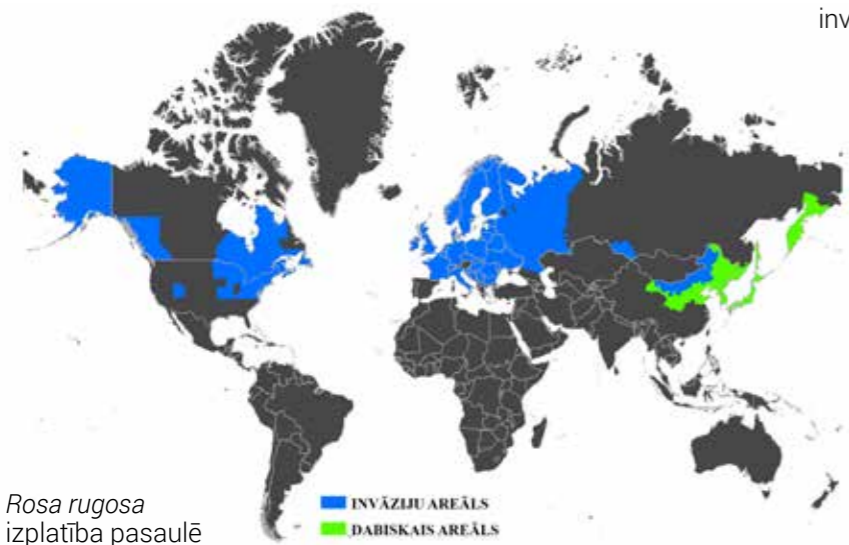 inv
INVĀZIJU AREĀLS
DABISKAIS AREĀLS
Rosa rugosa
izplatība pasaulē